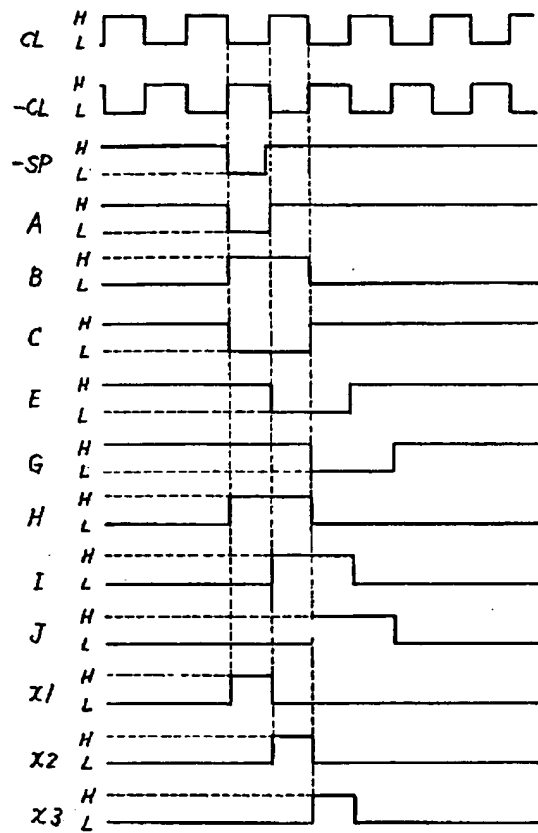 H
CL L
H
-CL L
H
-SP L
H
A L
H
B L
H
C L
H
E L
H
G L
H
H L
H
I L
H
J L
H
x1 L
H
x2 L
H
x3 L